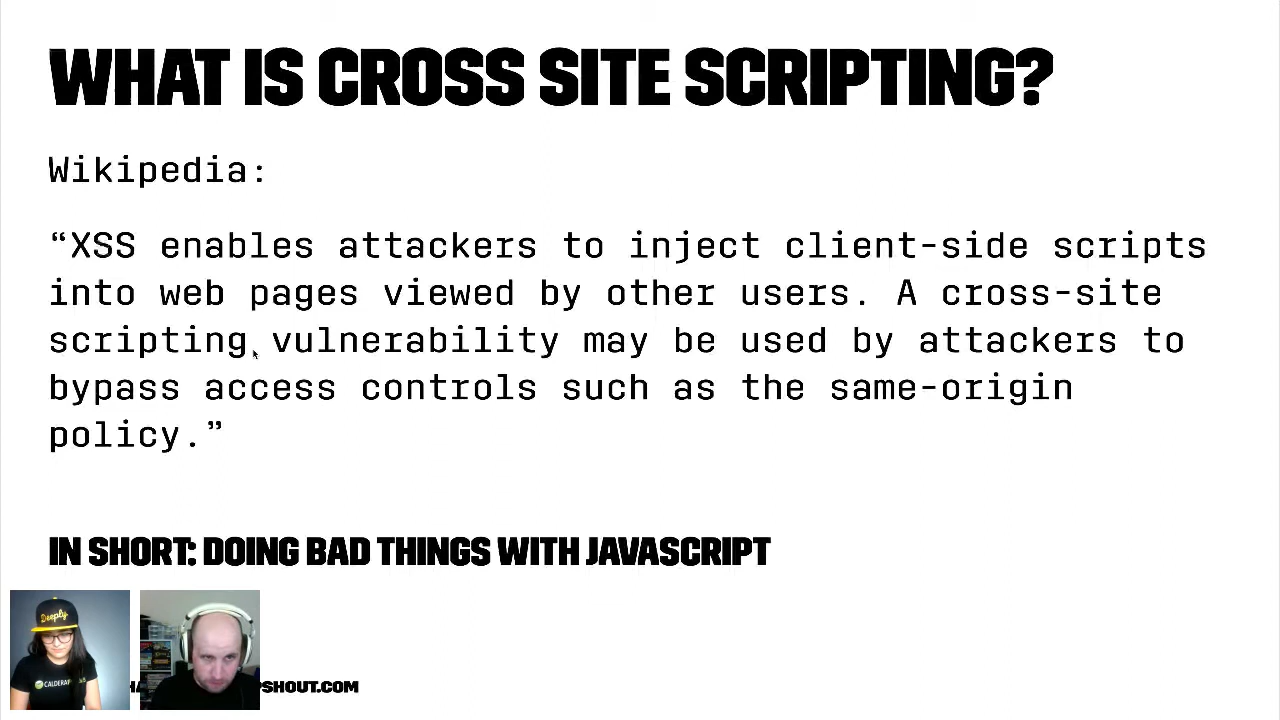 WHAT IS CROSS SITE SCRIPTING?
Wikipedia:
“XSS enables attackers to inject client-side scripts
into web pages viewed by other users. A cross-site
scripting vulnerability may be used by attackers to
bypass access controls such as the same-origin
policy.”
IN SHORT: DOING BAD THINGS WITH JAVASCRIPT
Deeply
PSHOUT.COM